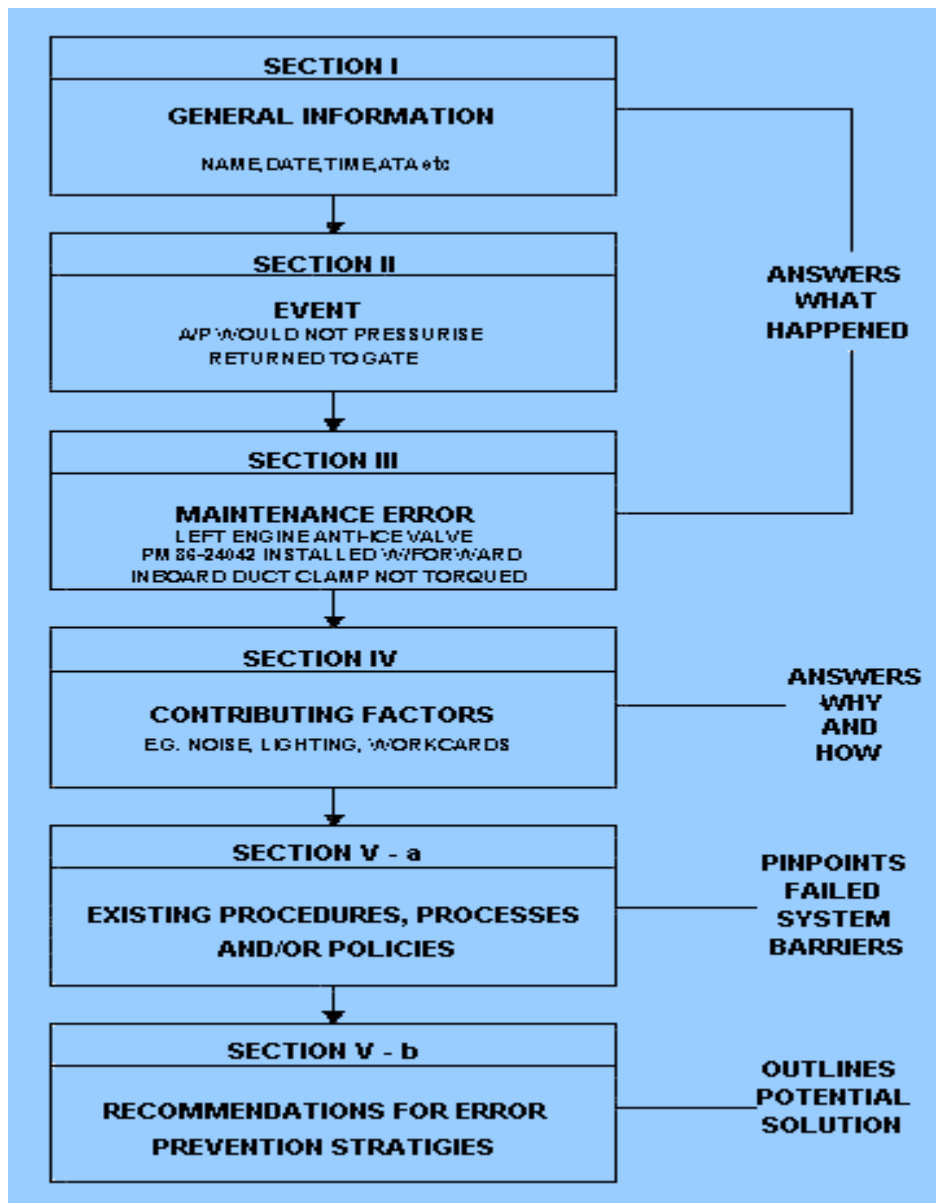 SECTION I
GENERAL INFORMATION
NAME,DATE,TIME,ATA etc
ANSWERS
WHAT
HAPPENED
SECTION II
EVENT
A/P WOULD NOT PRESSURISE
RETURNED TO GATE
SECTION III
MAINTENANCE ERROR
LEFT ENGINE ANTI-ICE VALVE
PM 36-24042 INSTALLED W/FORWARD
INBOARD DUCT CLAMP NOT TORQUED
SECTION IV
CONTRIBUTING FACTORS
E.G. NOISE, LIGHTING, WORKCARDS
ANSWERS
WHY
AND
HOW
SECTION V - a
EXISTING PROCEDURES, PROCESSES
AND/OR POLICIES
PINPOINTS
FAILED
SYSTEM
BARRIERS
SECTION V - b
RECOMMENDATIONS FOR ERROR
PREVENTION STRATIGIES
OUTLINES
POTENTIAL
SOLUTION